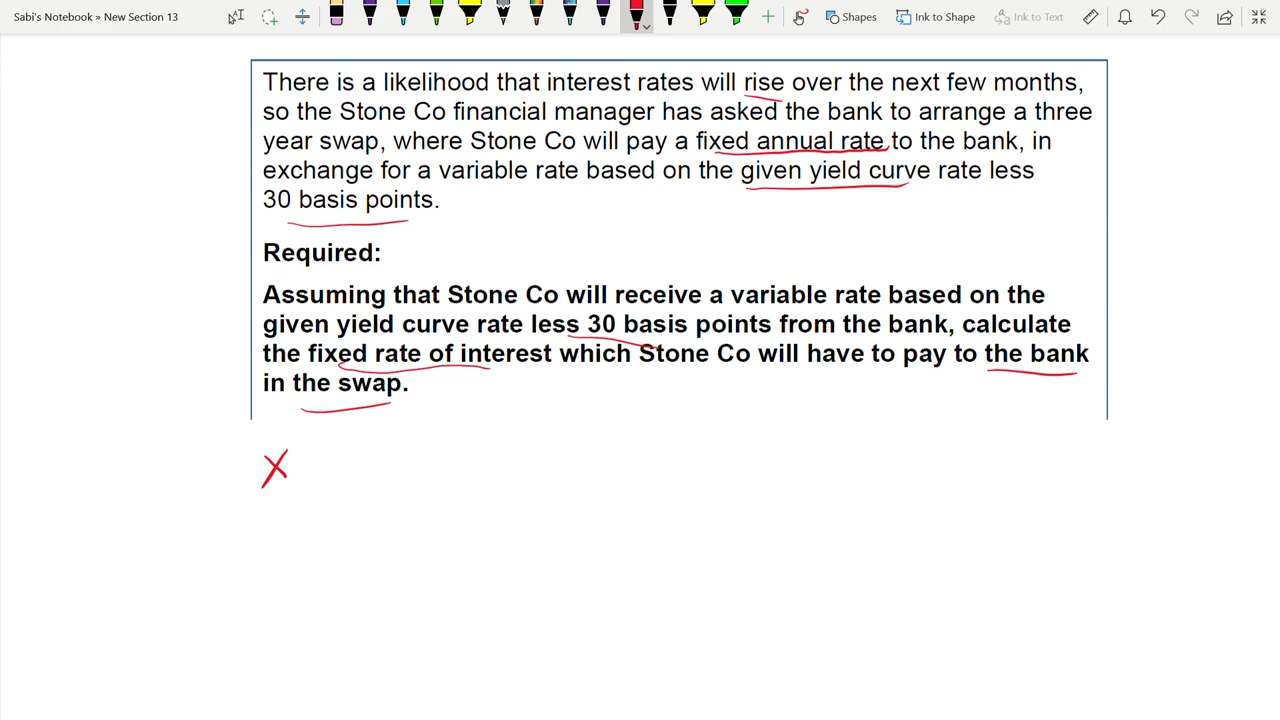 Sabi's Notebook » New Section 13
Shapes
Ink to Shape
Ink to Text
There is a likelihood that interest rates will rise over the next few months,
so the Stone Co financial manager has asked the bank to arrange a three
year swap, where Stone Co will pay a fixed annual rate to the bank, in
exchange for a variable rate based on the given yield curve rate less
30 basis points.
Required:
Assuming that Stone Co will receive a variable rate based on the
given yield curve rate less 30 basis points from the bank, calculate
the fixed rate of interest which Stone Co will have to pay to the bank
in the swap.
X